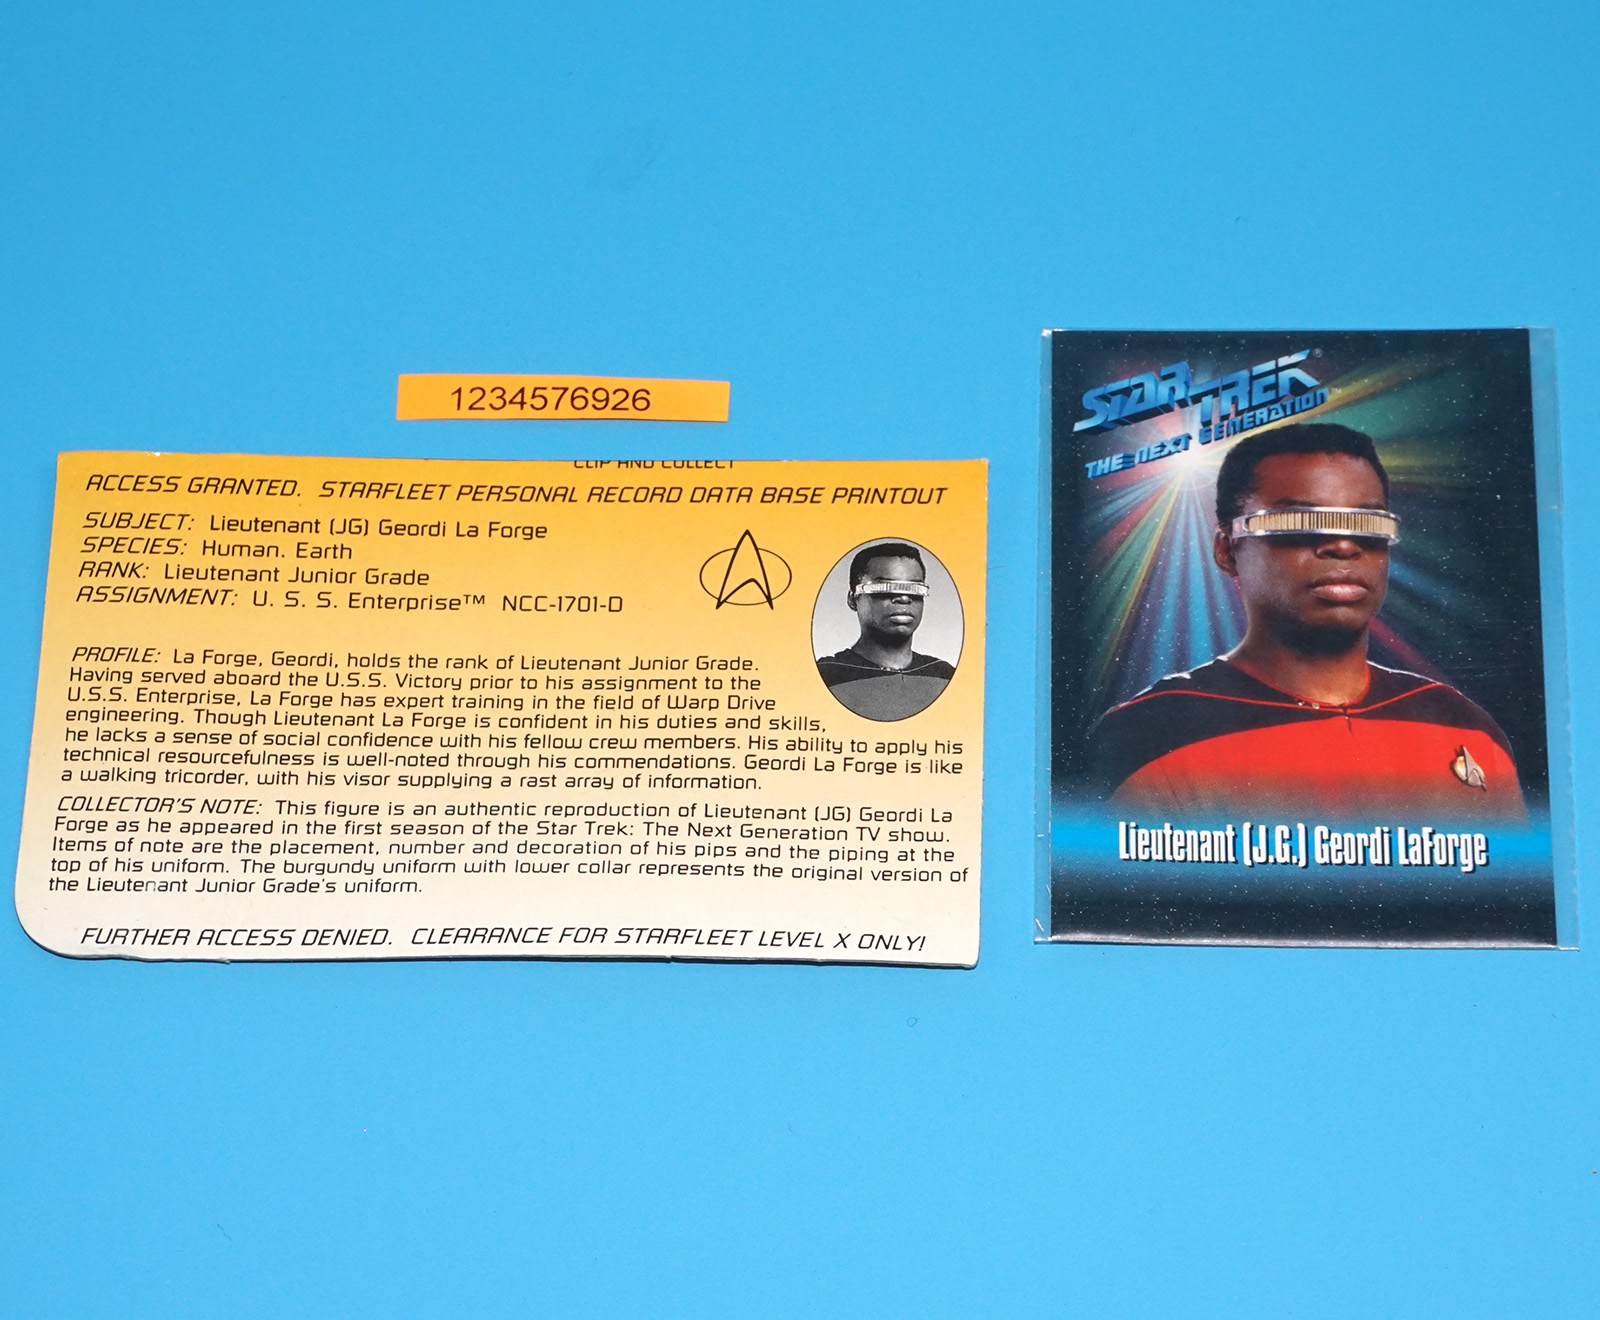 1234576926
CLIP AND COLLECT
ACCESS GRANTED. STARFLEET PERSONAL RECORD DATA BASE PRINTOUT
SUBJECT: Lieutenant (JG) Geordi La Forge
SPECIES: Human. Earth
RANK: Lieutenant Junior Grade
ASSIGNMENT: U. S. S. Enterprise™ NCC-1701-D
PROFILE: La Forge, Geordi, holds the rank of Lieutenant Junior Grade.
Having served aboard the U.S.S. Victory prior to his assignment to the
U.S.S. Enterprise, La Forge has expert training in the field of Warp Drive
engineering. Though Lieutenant La Forge is confident in his duties and skills,
he lacks a sense of social confidence with his fellow crew members. His ability to apply his
technical resourcefulness is well-noted through his commendations. Geordi La Forge is like
a walking tricorder, with his visor supplying a rast array of information.
COLLECTOR'S NOTE: This figure is an authentic reproduction of Lieutenant (JG) Geordi La
Forge as he appeared in the first season of the Star Trek: The Next Generation TV show.
Items of note are the placement, number and decoration of his pips and the piping at the
top of his uniform. The burgundy uniform with lower collar represents the original version of
the Lieutenant Junior Grade's uniform.
FURTHER ACCESS DENIED. CLEARANCE FOR STARFLEET LEVEL X ONLY!
STAR TREK®
THE NEXT GENERATION™
Lieutenant (J.G.) Geordi LaForge